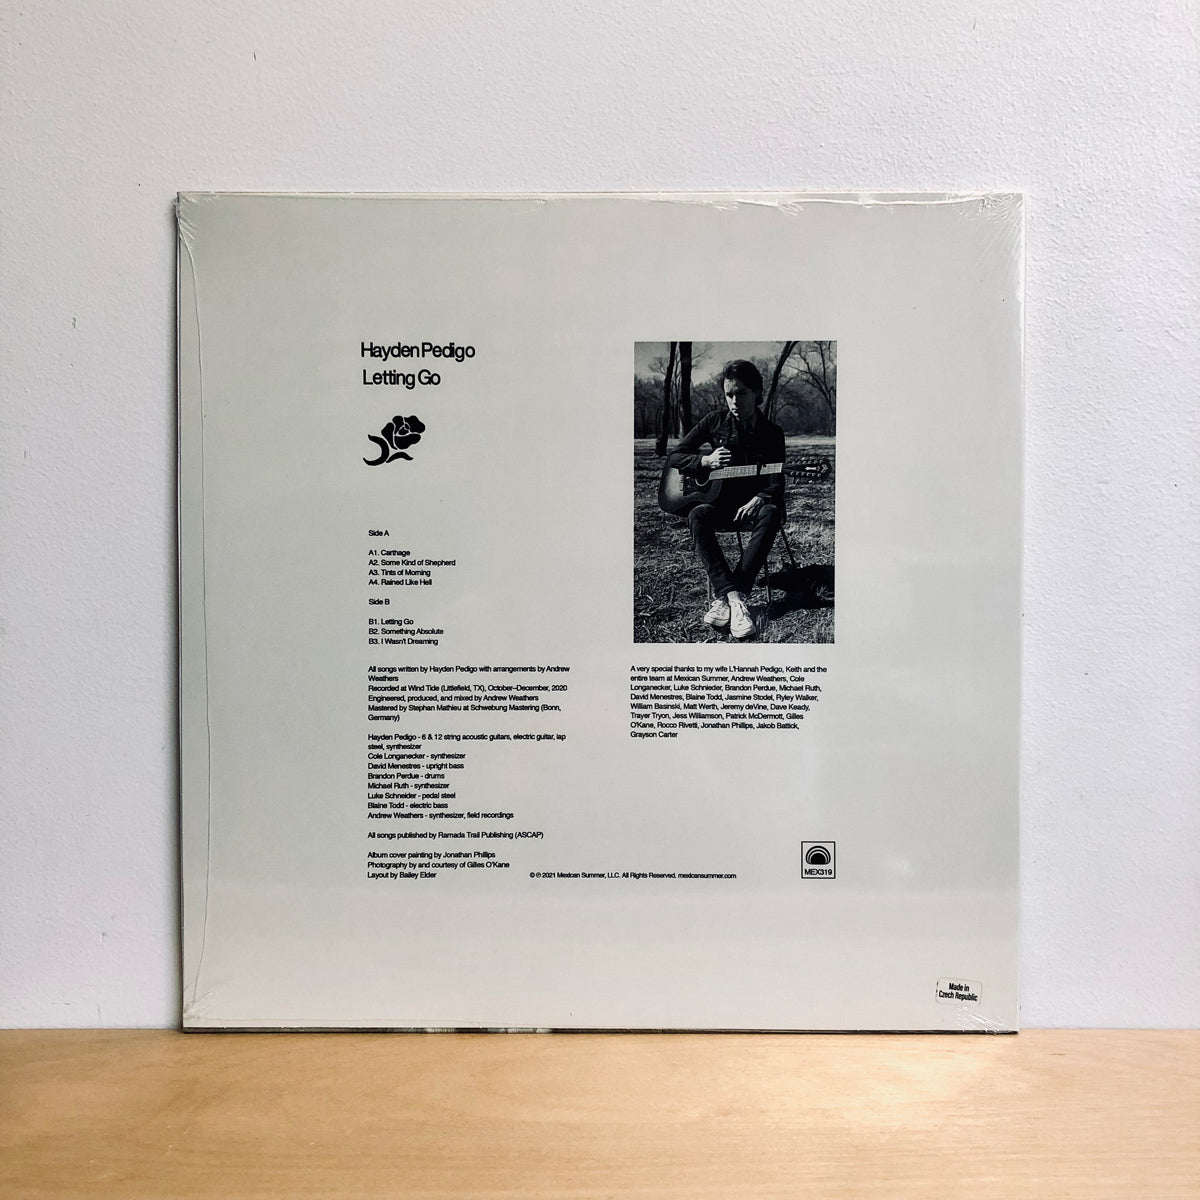 Hayden Pedigo
Letting Go
Side A
A1. Carthage
A2. Some Kind of Shepherd
A3. Tints of Morning
A4. Rained Like Hell
Side B
B1. Letting Go
B2. Something Absolute
B3. I Wasn't Dreaming
All songs written by Hayden Pedigo with arrangements by Andrew
Weathers
Recorded at Wind Tide (Littlefield, TX), October–December, 2020
Engineered, produced, and mixed by Andrew Weathers
Mastered by Stephan Mathieu at Schwebung Mastering (Bonn,
Germany)
Hayden Pedigo - 6 & 12 string acoustic guitars, electric guitar, lap
steel, synthesizer
Cole Longanecker - synthesizer
David Menestres - upright bass
Brandon Perdue - drums
Michael Ruth - synthesizer
Luke Schneider - pedal steel
Blaine Todd - electric bass
Andrew Weathers - synthesizer, field recordings
All songs published by Ramada Trail Publishing (ASCAP)
Album cover painting by Jonathan Phillips
Photography by and courtesy of Gilles O'Kane
Layout by Bailey Elder
A very special thanks to my wife L'Hannah Pedigo, Keith and the
entire team at Mexican Summer, Andrew Weathers, Cole
Longanecker, Luke Schnieder, Brandon Perdue, Michael Ruth,
David Menestres, Blaine Todd, Jasmine Stodel, Ryley Walker,
William Basinski, Matt Werth, Jeremy deVine, Dave Keady,
Trayer Tryon, Jess Williamson, Patrick McDermott, Gilles
O'Kane, Rocco Rivetti, Jonathan Phillips, Jakob Battick,
Grayson Carter
© ℗ 2021 Mexican Summer, LLC. All Rights Reserved. mexicansummer.com
MEX319
Made in
Czech Republic